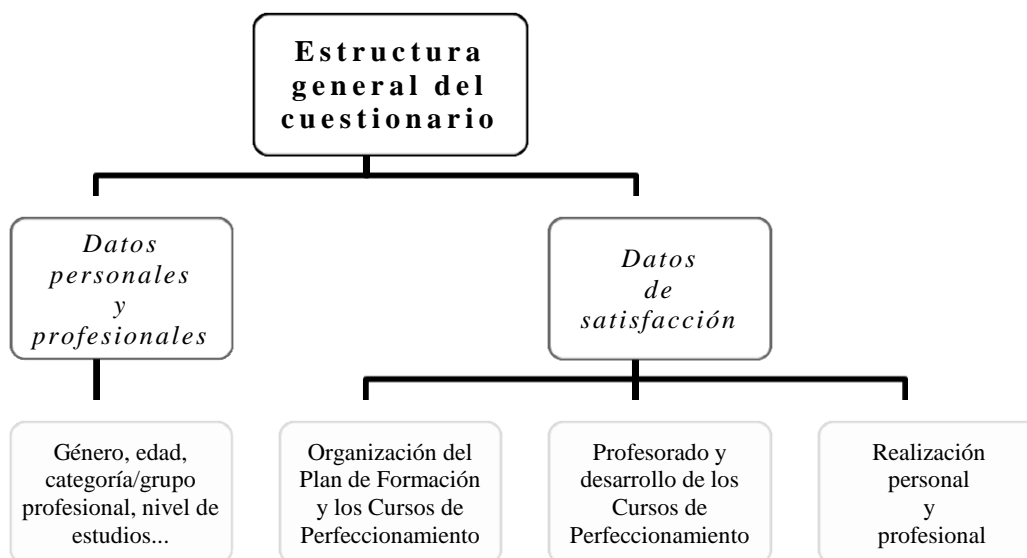 Estructura
general del
cuestionario
Datos
personales
y
profesionales
Datos
de
satisfacción
Género, edad,
categoría/grupo
profesional, nivel de
estudios...
Organización del
Plan de Formación
y los Cursos de
Perfeccionamiento
Profesorado y
desarrollo de los
Cursos de
Perfeccionamiento
Realización
personal
y
profesional